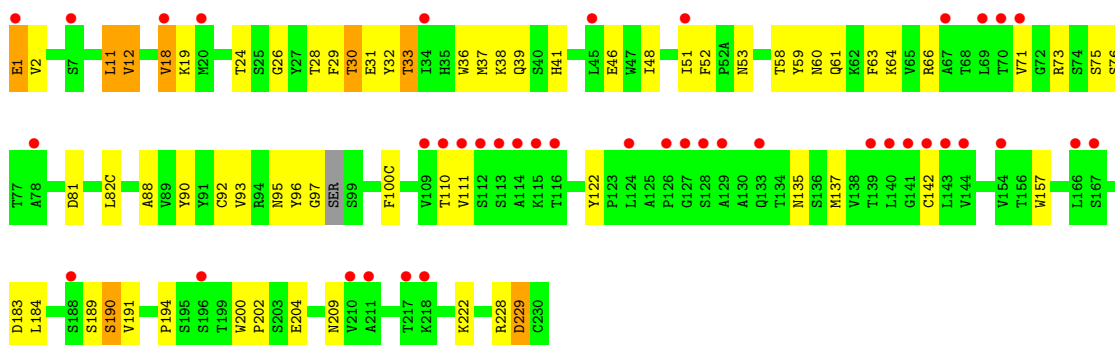 E1 V2 S7 L11 V12 V18 K19 M20 T24 S25 G26 Y27 T28 F29 T30 E31 Y32 T33 I34 H35 W36 M37 K38 Q39 S40 H41 L45 E46 W47 I48 I51 F52 P52A N53 T58 Y59 N60 Q61 K62 F63 K64 V65 R66 A67 T68 L69 T70 V71 G72 R73 S74 S75
T77 A78 D81 L82C A88 V89 Y90 Y91 C92 V93 R94 N95 Y96 G97 SER S99 F100C V109 T110 V111 S112 S113 A114 K115 T116 Y122 P123 L124 A125 P126 G127 S128 A129 A130 Q133 T134 N135 S136 M137 V138 T139 L140 G141 C142 L143 V144 V154 T156 W157 L166 S167
D183 L184 S188 S189 S190 V191 P194 S195 S196 T199 W200 P202 S203 E204 N209 V210 A211 T217 K218 K222 R228 D229 C230